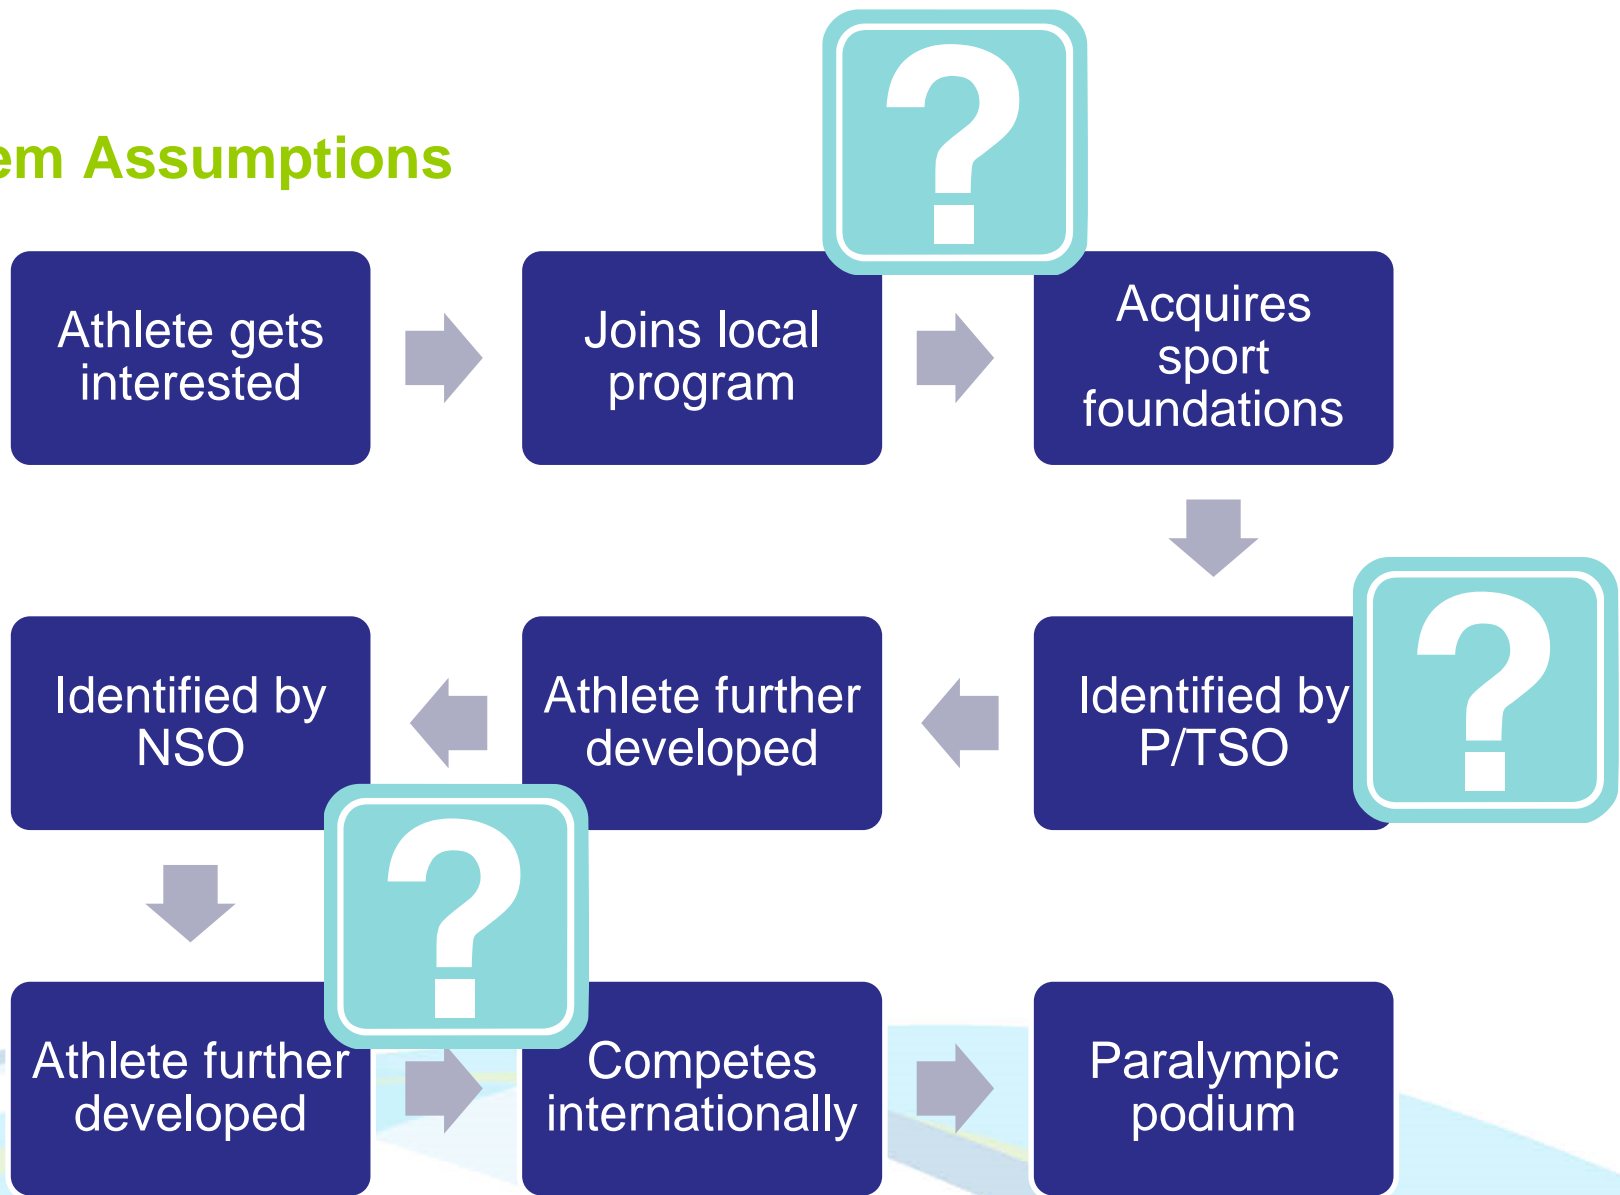 em Assumptions
?
Athlete gets
interested
Joins local
program
Acquires
sport
foundations
Identified by
P/TSO
?
Athlete further
developed
Identified by
NSO
?
Athlete further
developed
Competes
internationally
Paralympic
podium